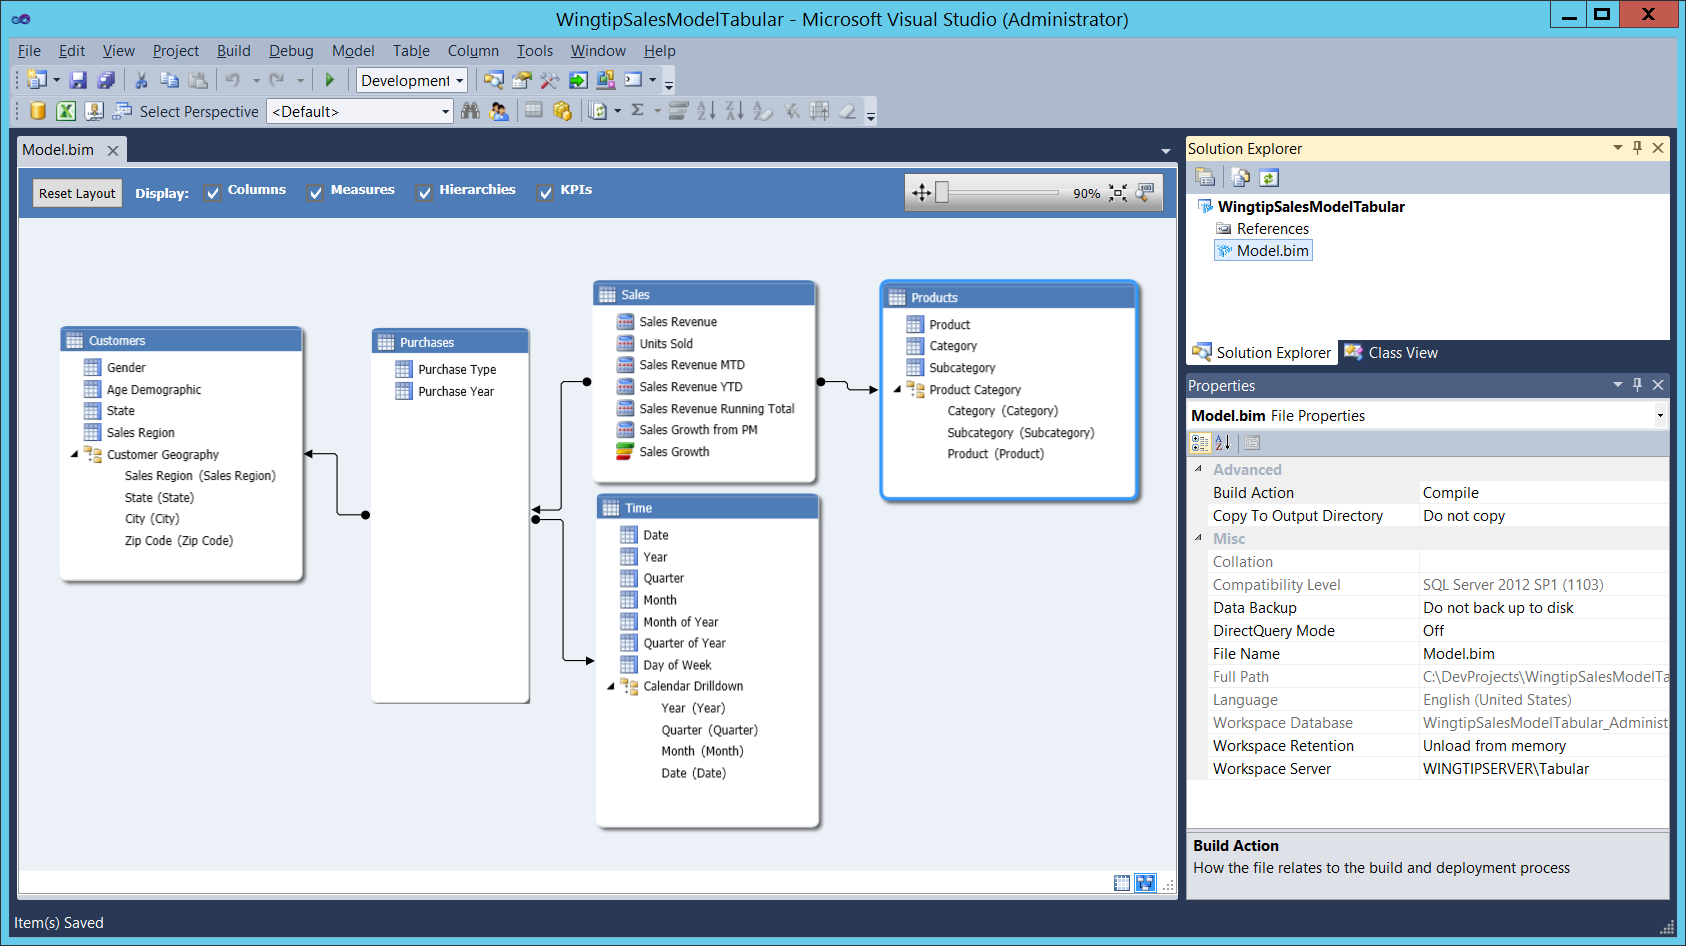 WingtipSalesModelTabular - Microsoft Visual Studio (Administrator)
File Edit View Project Build Debug Model Table Column Tools Window Help
Development
Select Perspective <Default>
Model.bim
Reset Layout Display: Columns Measures Hierarchies KPIs 90%
Customers
Gender
Age Demographic
State
Sales Region
Customer Geography
Sales Region (Sales Region)
State (State)
City (City)
Zip Code (Zip Code)
Purchases
Purchase Type
Purchase Year
Sales
Sales Revenue
Units Sold
Sales Revenue MTD
Sales Revenue YTD
Sales Revenue Running Total
Sales Growth from PM
Sales Growth
Time
Date
Year
Quarter
Month
Month of Year
Quarter of Year
Day of Week
Calendar Drilldown
Year (Year)
Quarter (Quarter)
Month (Month)
Date (Date)
Products
Product
Category
Subcategory
Product Category
Category (Category)
Subcategory (Subcategory)
Product (Product)
Solution Explorer
WingtipSalesModelTabular
References
Model.bim
Solution Explorer Class View
Properties
Model.bim File Properties
Advanced
Build Action Compile
Copy To Output Directory Do not copy
Misc
Collation
Compatibility Level SQL Server 2012 SP1 (1103)
Data Backup Do not back up to disk
DirectQuery Mode Off
File Name Model.bim
Full Path C:\DevProjects\WingtipSalesModelTa
Language English (United States)
Workspace Database WingtipSalesModelTabular_Administ
Workspace Retention Unload from memory
Workspace Server WINGTIPSERVER\Tabular
Build Action
How the file relates to the build and deployment process
Item(s) Saved